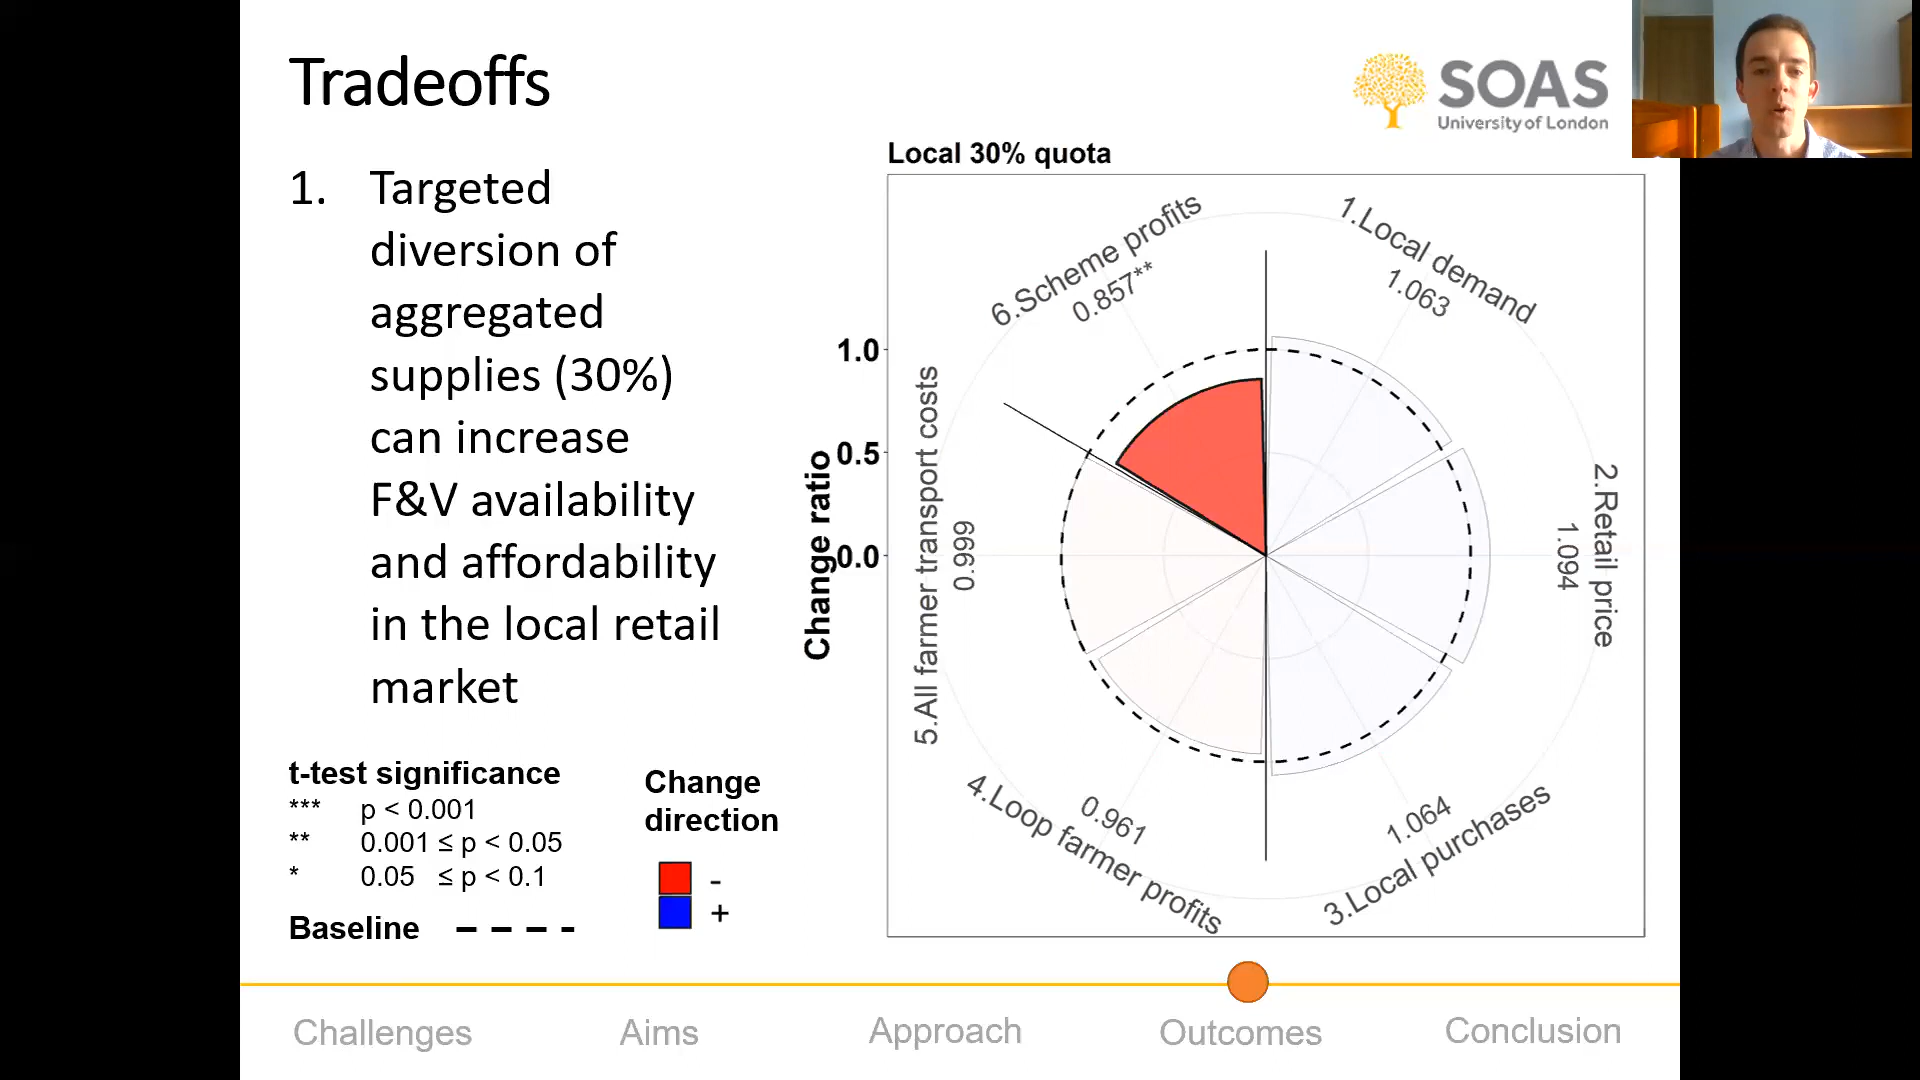 Tradeoffs
SOAS
University of London
1. Targeted
diversion of
aggregated
supplies (30%)
can increase
F&V availability
and affordability
in the local retail
market
t-test significance
*** p < 0.001
** 0.001 ≤ p < 0.05
* 0.05 ≤ p < 0.1
Baseline
Change
direction
-
+
Local 30% quota
Change ratio
1.0
0.5
0.0
1.Local demand
1.063
2.Retail price
1.094
3.Local purchases
1.064
4.Loop farmer profits
0.961
5.All farmer transport costs
0.999
6.Scheme profits
0.857**
Challenges
Aims
Approach
Outcomes
Conclusion